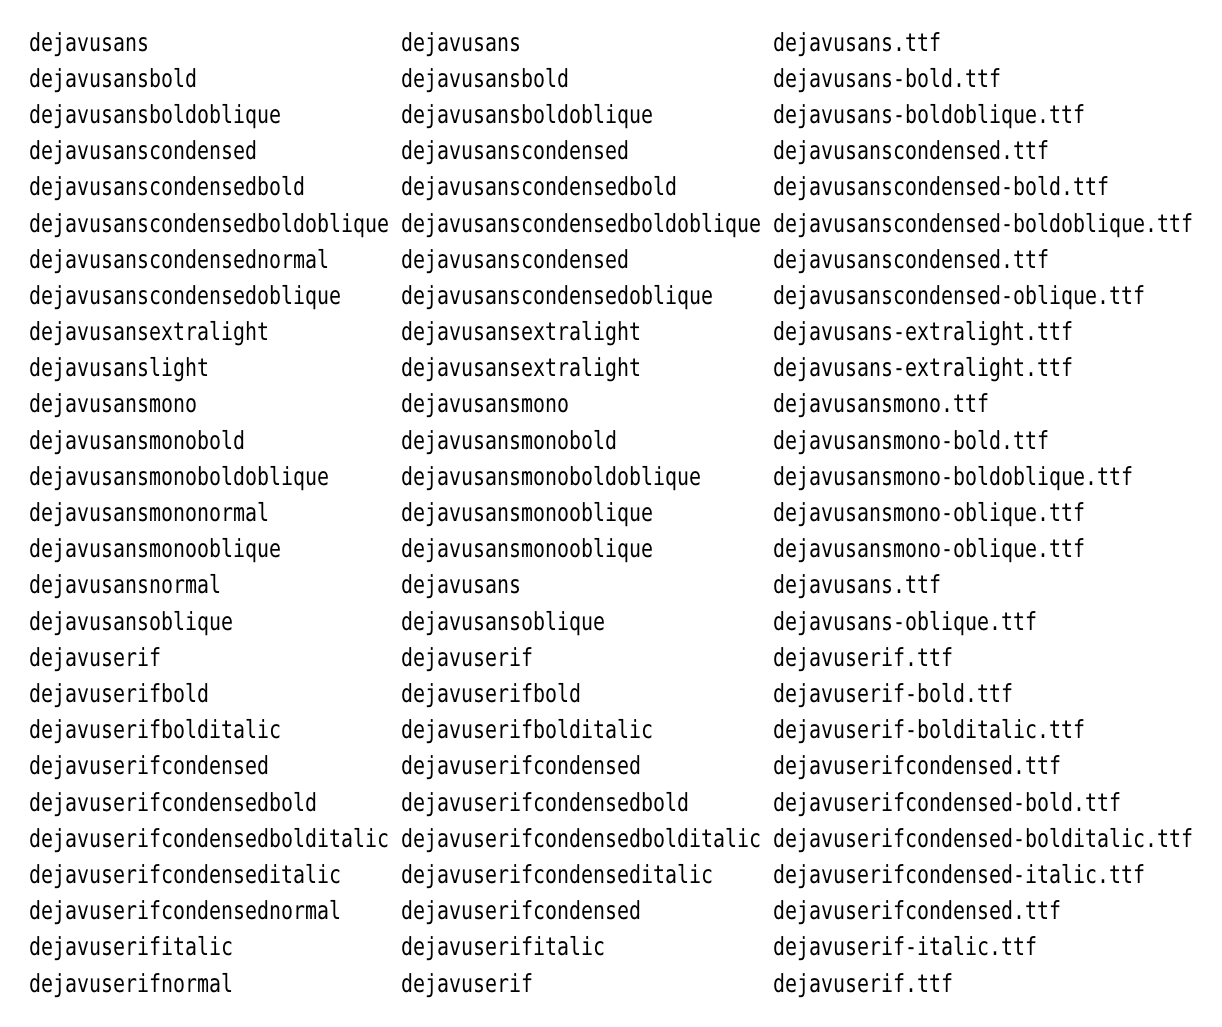 dejavusans dejavusans dejavusans.ttf
dejavusansbold dejavusansbold dejavusans-bold.ttf
dejavusansboldoblique dejavusansboldoblique dejavusans-boldoblique.ttf
dejavusanscondensed dejavusanscondensed dejavusanscondensed.ttf
dejavusanscondensedbold dejavusanscondensedbold dejavusanscondensed-bold.ttf
dejavusanscondensedboldoblique dejavusanscondensedboldoblique dejavusanscondensed-boldoblique.ttf
dejavusanscondensednormal dejavusanscondensed dejavusanscondensed.ttf
dejavusanscondensedoblique dejavusanscondensedoblique dejavusanscondensed-oblique.ttf
dejavusansextralight dejavusansextralight dejavusans-extralight.ttf
dejavusanslight dejavusansextralight dejavusans-extralight.ttf
dejavusansmono dejavusansmono dejavusansmono.ttf
dejavusansmonobold dejavusansmonobold dejavusansmono-bold.ttf
dejavusansmonoboldoblique dejavusansmonoboldoblique dejavusansmono-boldoblique.ttf
dejavusansmononormal dejavusansmonooblique dejavusansmono-oblique.ttf
dejavusansmonooblique dejavusansmonooblique dejavusansmono-oblique.ttf
dejavusansnormal dejavusans dejavusans.ttf
dejavusansoblique dejavusansoblique dejavusans-oblique.ttf
dejavuserif dejavuserif dejavuserif.ttf
dejavuserifbold dejavuserifbold dejavuserif-bold.ttf
dejavuserifbolditalic dejavuserifbolditalic dejavuserif-bolditalic.ttf
dejavuserifcondensed dejavuserifcondensed dejavuserifcondensed.ttf
dejavuserifcondensedbold dejavuserifcondensedbold dejavuserifcondensed-bold.ttf
dejavuserifcondensedbolditalic dejavuserifcondensedbolditalic dejavuserifcondensed-bolditalic.ttf
dejavuserifcondenseditalic dejavuserifcondenseditalic dejavuserifcondensed-italic.ttf
dejavuserifcondensednormal dejavuserifcondensed dejavuserifcondensed.ttf
dejavuserifitalic dejavuserifitalic dejavuserif-italic.ttf
dejavuserifnormal dejavuserif dejavuserif.ttf